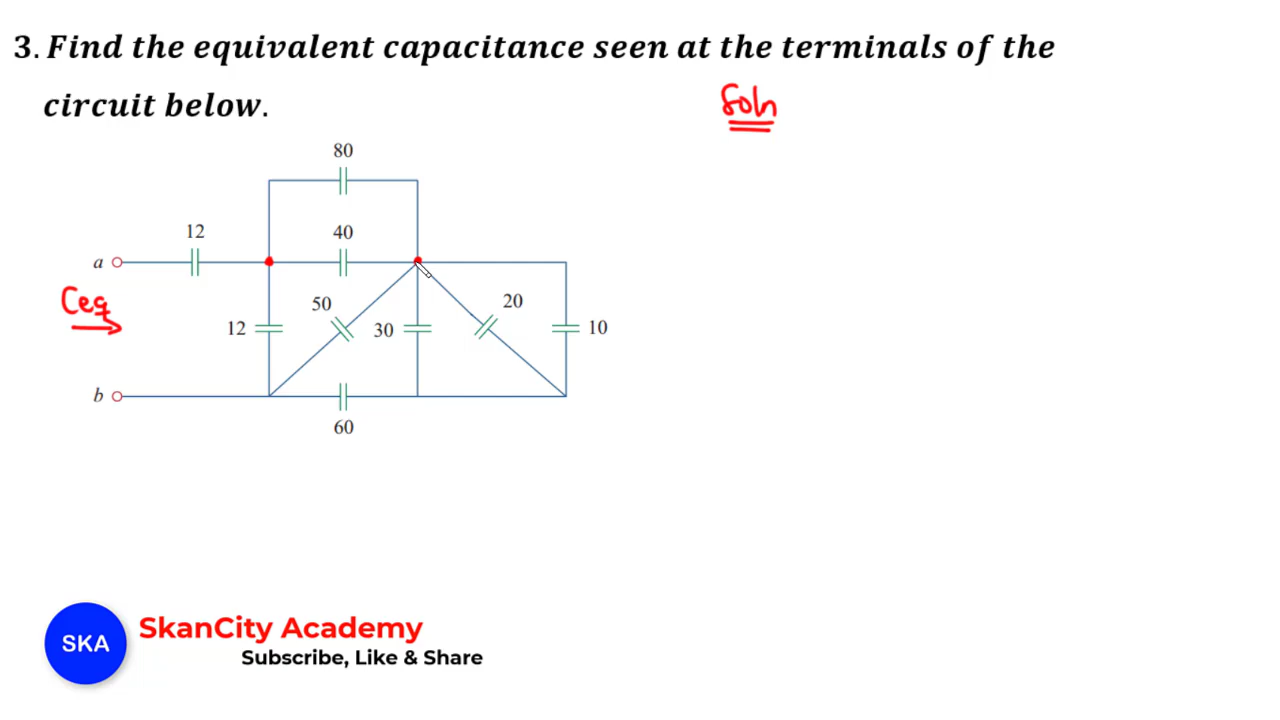 3. Find the equivalent capacitance seen at the terminals of the
circuit below.
Soln
80
12
40
a
Ceq
50
20
12
30
10
b
60
SKA
SkanCity Academy
Subscribe, Like & Share